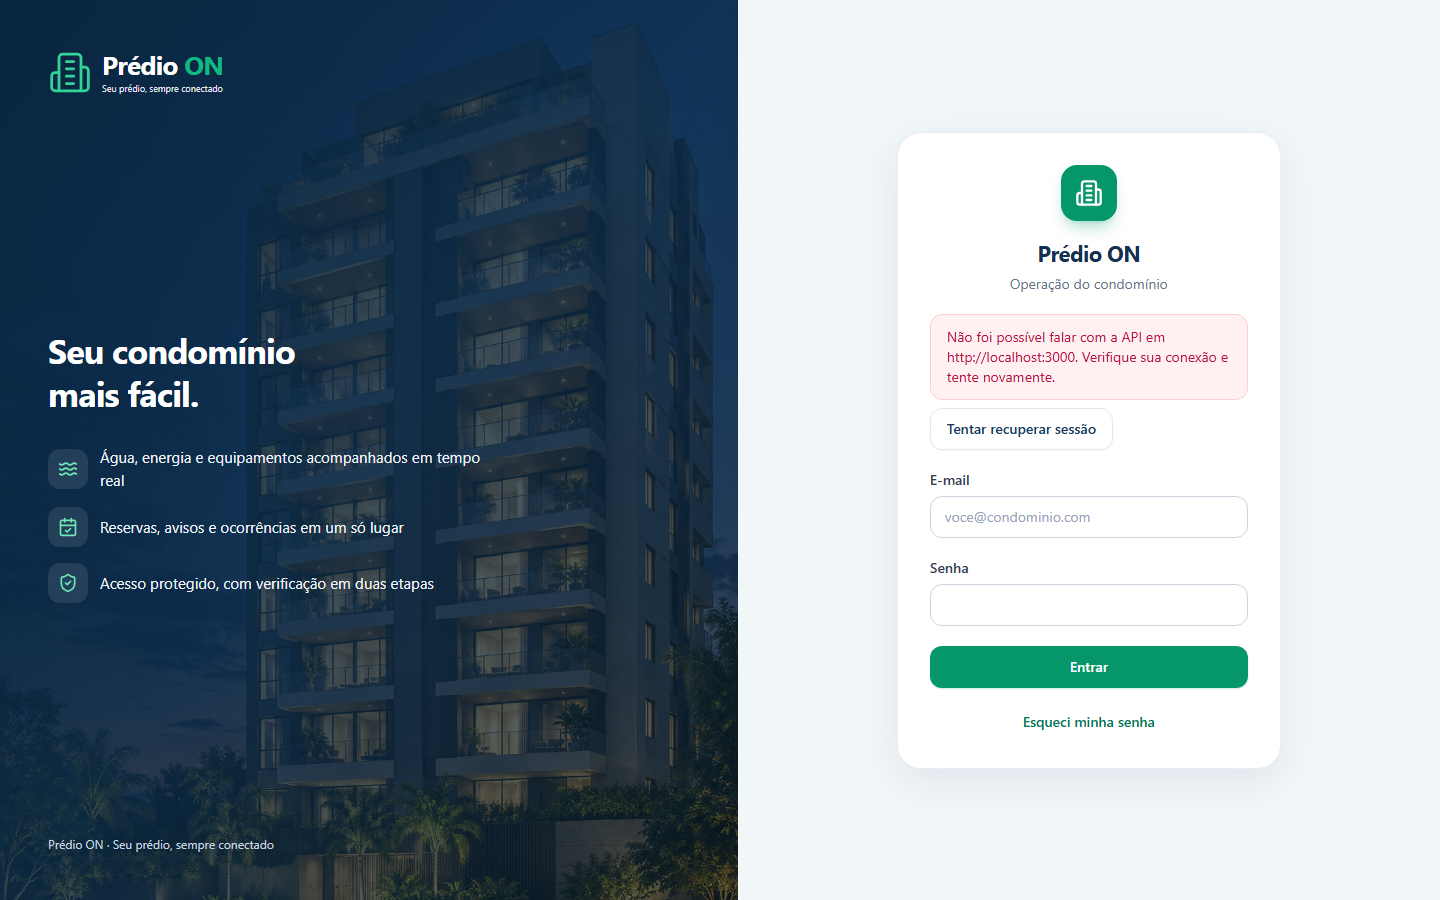 Prédio ON
Seu prédio, sempre conectado
Seu condomínio
mais fácil.
Água, energia e equipamentos acompanhados em tempo
real
Reservas, avisos e ocorrências em um só lugar
Acesso protegido, com verificação em duas etapas
Prédio ON · Seu prédio, sempre conectado
Prédio ON
Operação do condomínio
Não foi possível falar com a API em
http://localhost:3000. Verifique sua conexão e
tente novamente.
Tentar recuperar sessão
E-mail
voce@condominio.com
Senha
Entrar
Esqueci minha senha